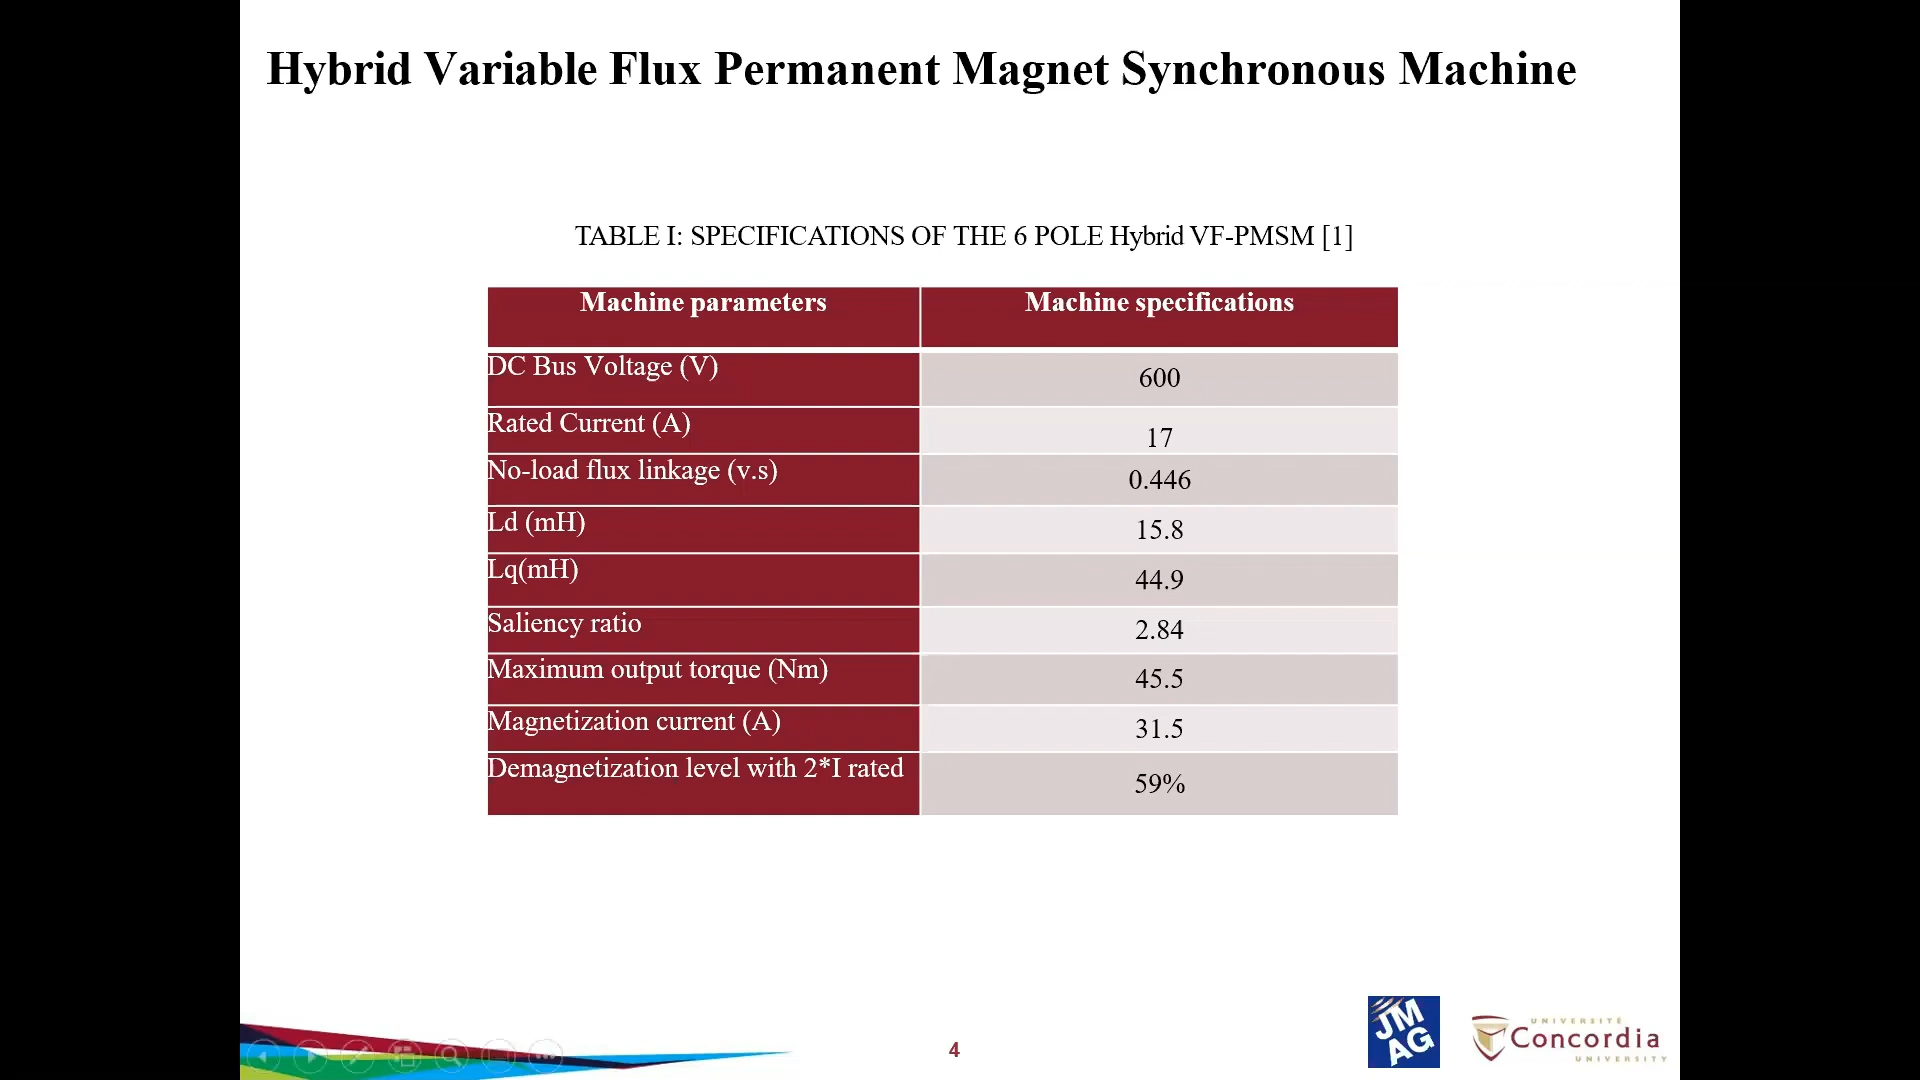 Hybrid Variable Flux Permanent Magnet Synchronous Machine
TABLE I: SPECIFICATIONS OF THE 6 POLE Hybrid VF-PMSM [1]
Machine parameters Machine specifications
DC Bus Voltage (V) 600
Rated Current (A) 17
No-load flux linkage (v.s) 0.446
Ld (mH) 15.8
Lq(mH) 44.9
Saliency ratio 2.84
Maximum output torque (Nm) 45.5
Magnetization current (A) 31.5
Demagnetization level with 2*I rated 59%
4
JM
AG
UNIVERSITÉ
Concordia
UNIVERSITY